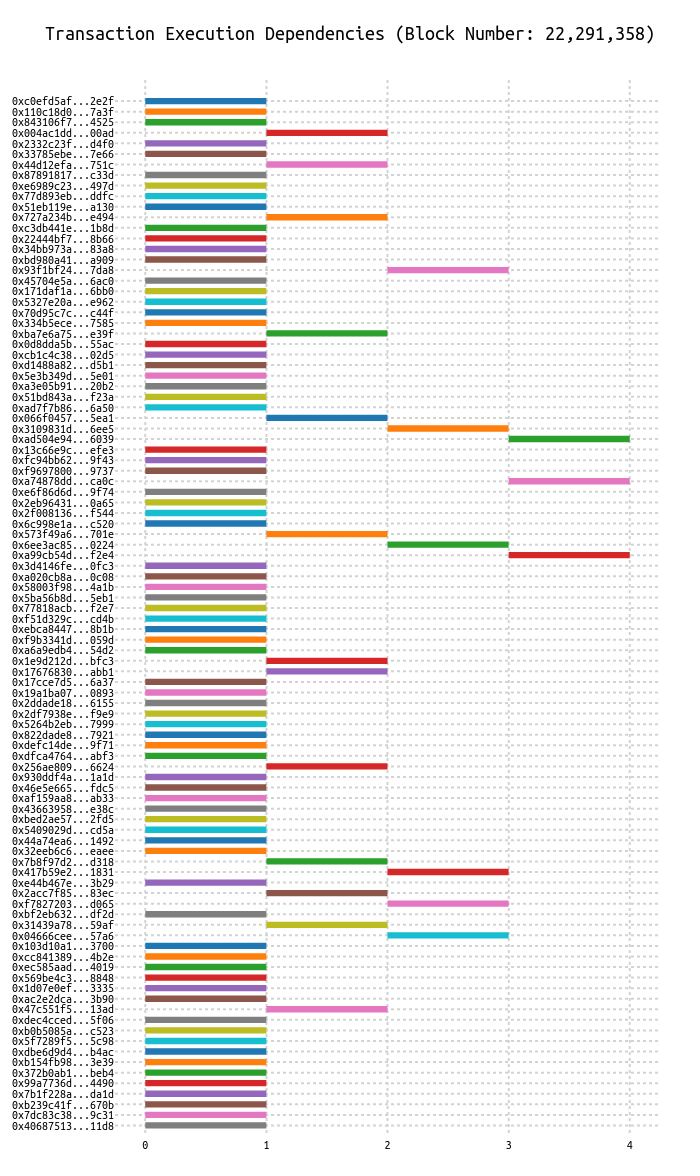 Transaction Execution Dependencies (Block Number: 22,291,358)
0xc0efd5af...2e2f
0x110c18d0...7a3f
0x843106f7...4525
0x004ac1dd...00ad
0x2332c23f...d4f0
0x33785ebe...7e66
0x44d12efa...751c
0x87891817...c33d
0xe6989c23...497d
0x77d893eb...ddfc
0x51eb119e...a130
0x727a234b...e494
0xc3db441e...1b8d
0x22444bf7...8b66
0x34bb973a...83a8
0xbd980a41...a909
0x93f1bf24...7da8
0x45704e5a...6ac0
0x171daf1a...6bb0
0x5327e20a...e962
0x70d95c7c...c44f
0x334b5ece...7585
0xba7e6a75...e39f
0x0d8dda5b...55ac
0xcb1c4c38...02d5
0xd1488a82...d5b1
0x5e3b349d...5e01
0xa3e05b91...20b2
0x51bd843a...f23a
0xad7f7b86...6a50
0x066f0457...5ea1
0x3109831d...6ee5
0xad504e94...6039
0x13c66e9c...efe3
0xfc94bb62...9f43
0xf9697800...9737
0xa74878dd...ca0c
0xe6f86d6d...9f74
0x2eb96431...0a65
0x2f008136...f544
0x6c998e1a...c520
0x573f49a6...701e
0x6ee3ac85...0224
0xa99cb54d...f2e4
0x3d4146fe...0fc3
0xa020cb8a...0c08
0x58003f98...4a1b
0x5ba56b8d...5eb1
0x77818acb...f2e7
0xf51d329c...cd4b
0xebca8447...8b1b
0xf9b3341d...059d
0xa6a9edb4...54d2
0x1e9d212d...bfc3
0x17676830...abb1
0x17cce7d5...6a37
0x19a1ba07...0893
0x2ddade18...6155
0x2df7938e...f9e9
0x5264b2eb...7999
0x822dade8...7921
0xdefc14de...9f71
0xdfca4764...abf3
0x256ae809...6624
0x930ddf4a...1a1d
0x46e5e665...fdc5
0xaf159aa8...ab33
0x43663958...e38c
0xbed2ae57...2fd5
0x5409029d...cd5a
0x44a74ea6...1492
0x32eeb6c6...eaee
0x7b8f97d2...d318
0x417b59e2...1831
0xe44b467e...3b29
0x2acc7f85...83ec
0xf7827203...d065
0xbf2eb632...df2d
0x31439a78...59af
0x04666cee...57a6
0x103d10a1...3700
0xcc841389...4b2e
0xec585aad...4019
0x569be4c3...8848
0x1d07e0ef...3335
0xac2e2dca...3b90
0x47c551f5...13ad
0xdec4cced...5f06
0xb0b5085a...c523
0x5f7289f5...5c98
0xdbe6d9d4...b4ac
0xb154fb98...3e39
0x372b0ab1...beb4
0x99a7736d...4490
0x7b1f228a...da1d
0xb239c41f...670b
0x7dc83c38...9c31
0x40687513...11d8
0 1 2 3 4